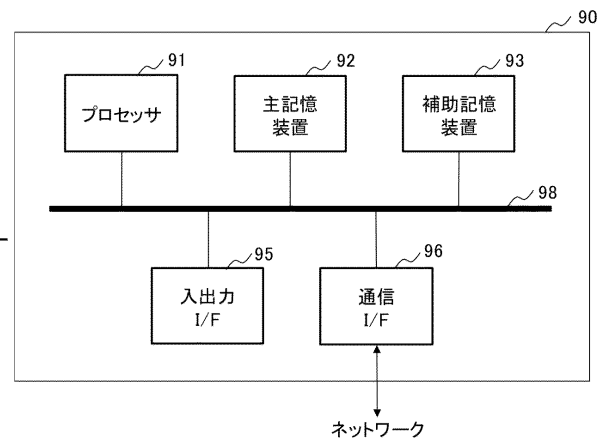 90
91
92
93
プロセッサ
主記憶
装置
補助記憶
装置
98
95
96
入出力
I/F
通信
I/F
ネットワーク